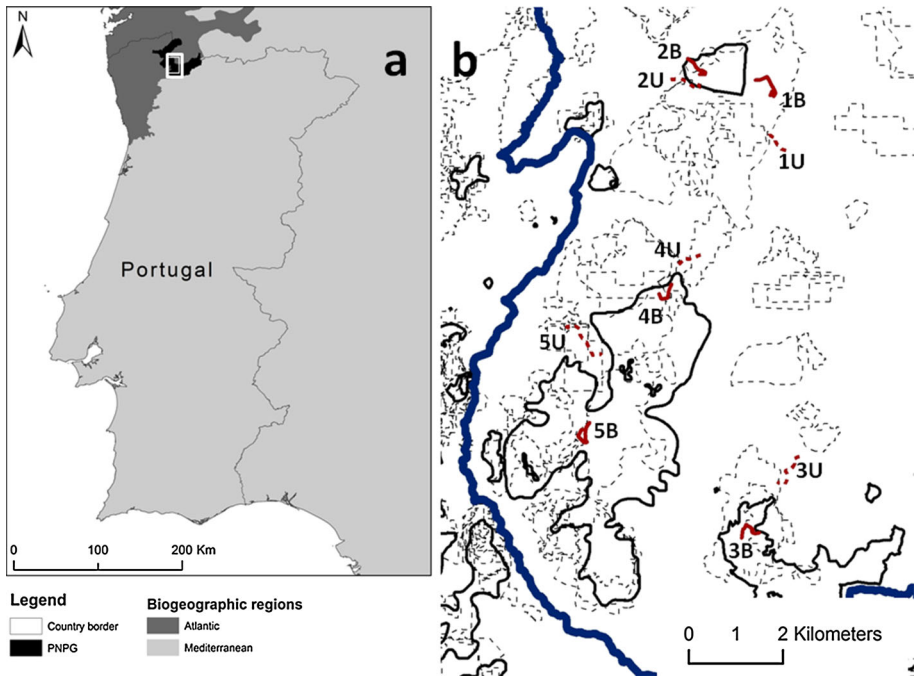 N
a
Portugal
0 100 200 Km
Legend
Country border
PNPG
Biogeographic regions
Atlantic
Mediterranean
b
2B
2U
1B
1U
4U
4B
5U
5B
3U
3B
0 1 2 Kilometers